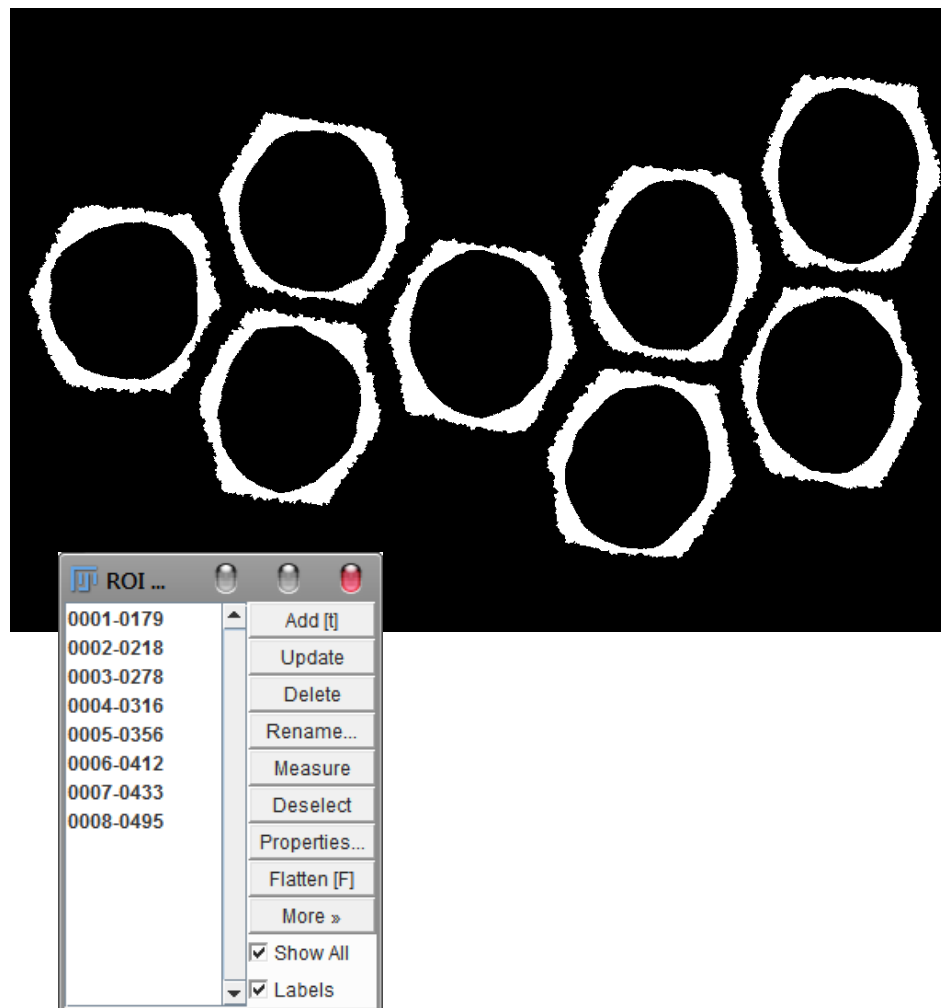 ROI ...
0001-0179
0002-0218
0003-0278
0004-0316
0005-0356
0006-0412
0007-0433
0008-0495
Add [t]
Update
Delete
Rename...
Measure
Deselect
Properties...
Flatten [F]
More »
Show All
Labels